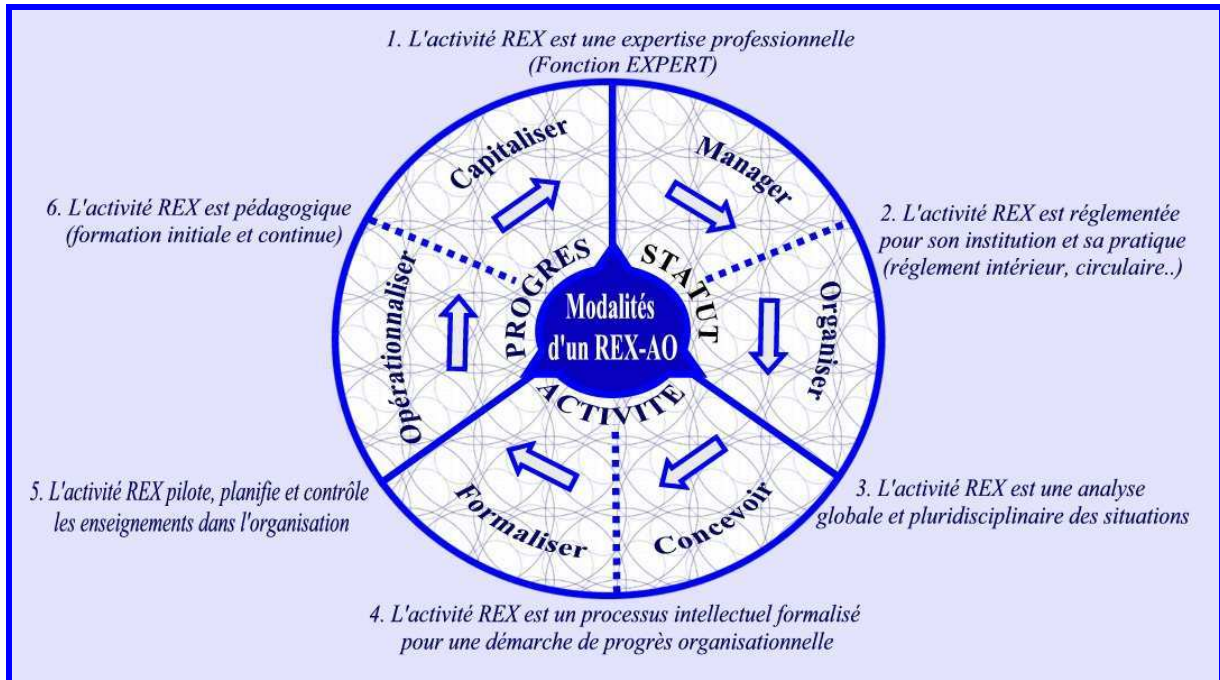 1. L'activité REX est une expertise professionnelle
(Fonction EXPERT)
Capitaliser
Manager
6. L'activité REX est pédagogique
(formation initiale et continue)
2. L'activité REX est réglementée
pour son institution et sa pratique
(réglement intérieur, circulaire..)
PROGRES
STATUT
Opérationnaliser
Modalités
d'un REX-AO
Organiser
ACTIVITE
5. L'activité REX pilote, planifie et contrôle
les enseignements dans l'organisation
Formaliser
Concevoir
3. L'activité REX est une analyse
globale et pluridisciplinaire des situations
4. L'activité REX est un processus intellectuel formalisé
pour une démarche de progrès organisationnelle